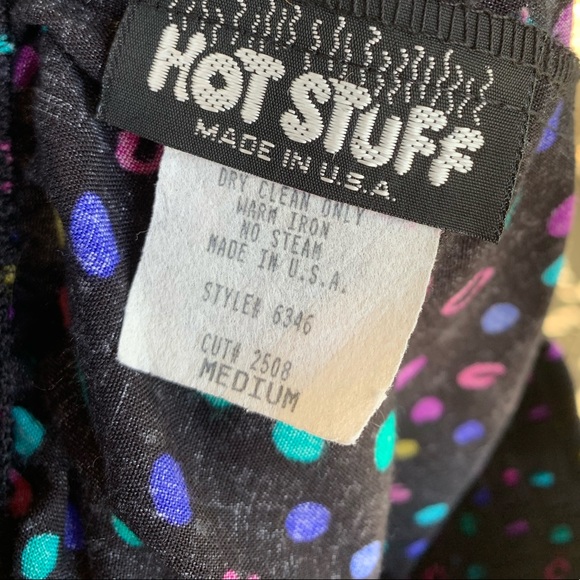 HOT STUFF
MADE IN U.S.A.
DRY CLEAN ONLY
WARM IRON
NO STEAM
MADE IN U.S.A.
STYLE# 6346
CUT# 2508
MEDIUM